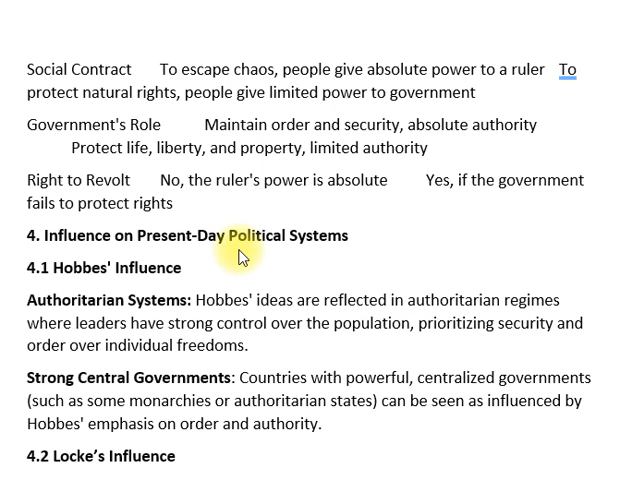 Social Contract To escape chaos, people give absolute power to a ruler To
protect natural rights, people give limited power to government
Government's Role Maintain order and security, absolute authority
Protect life, liberty, and property, limited authority
Right to Revolt No, the ruler's power is absolute Yes, if the government
fails to protect rights
4. Influence on Present-Day Political Systems
4.1 Hobbes' Influence
Authoritarian Systems: Hobbes' ideas are reflected in authoritarian regimes
where leaders have strong control over the population, prioritizing security and
order over individual freedoms.
Strong Central Governments: Countries with powerful, centralized governments
(such as some monarchies or authoritarian states) can be seen as influenced by
Hobbes' emphasis on order and authority.
4.2 Locke’s Influence